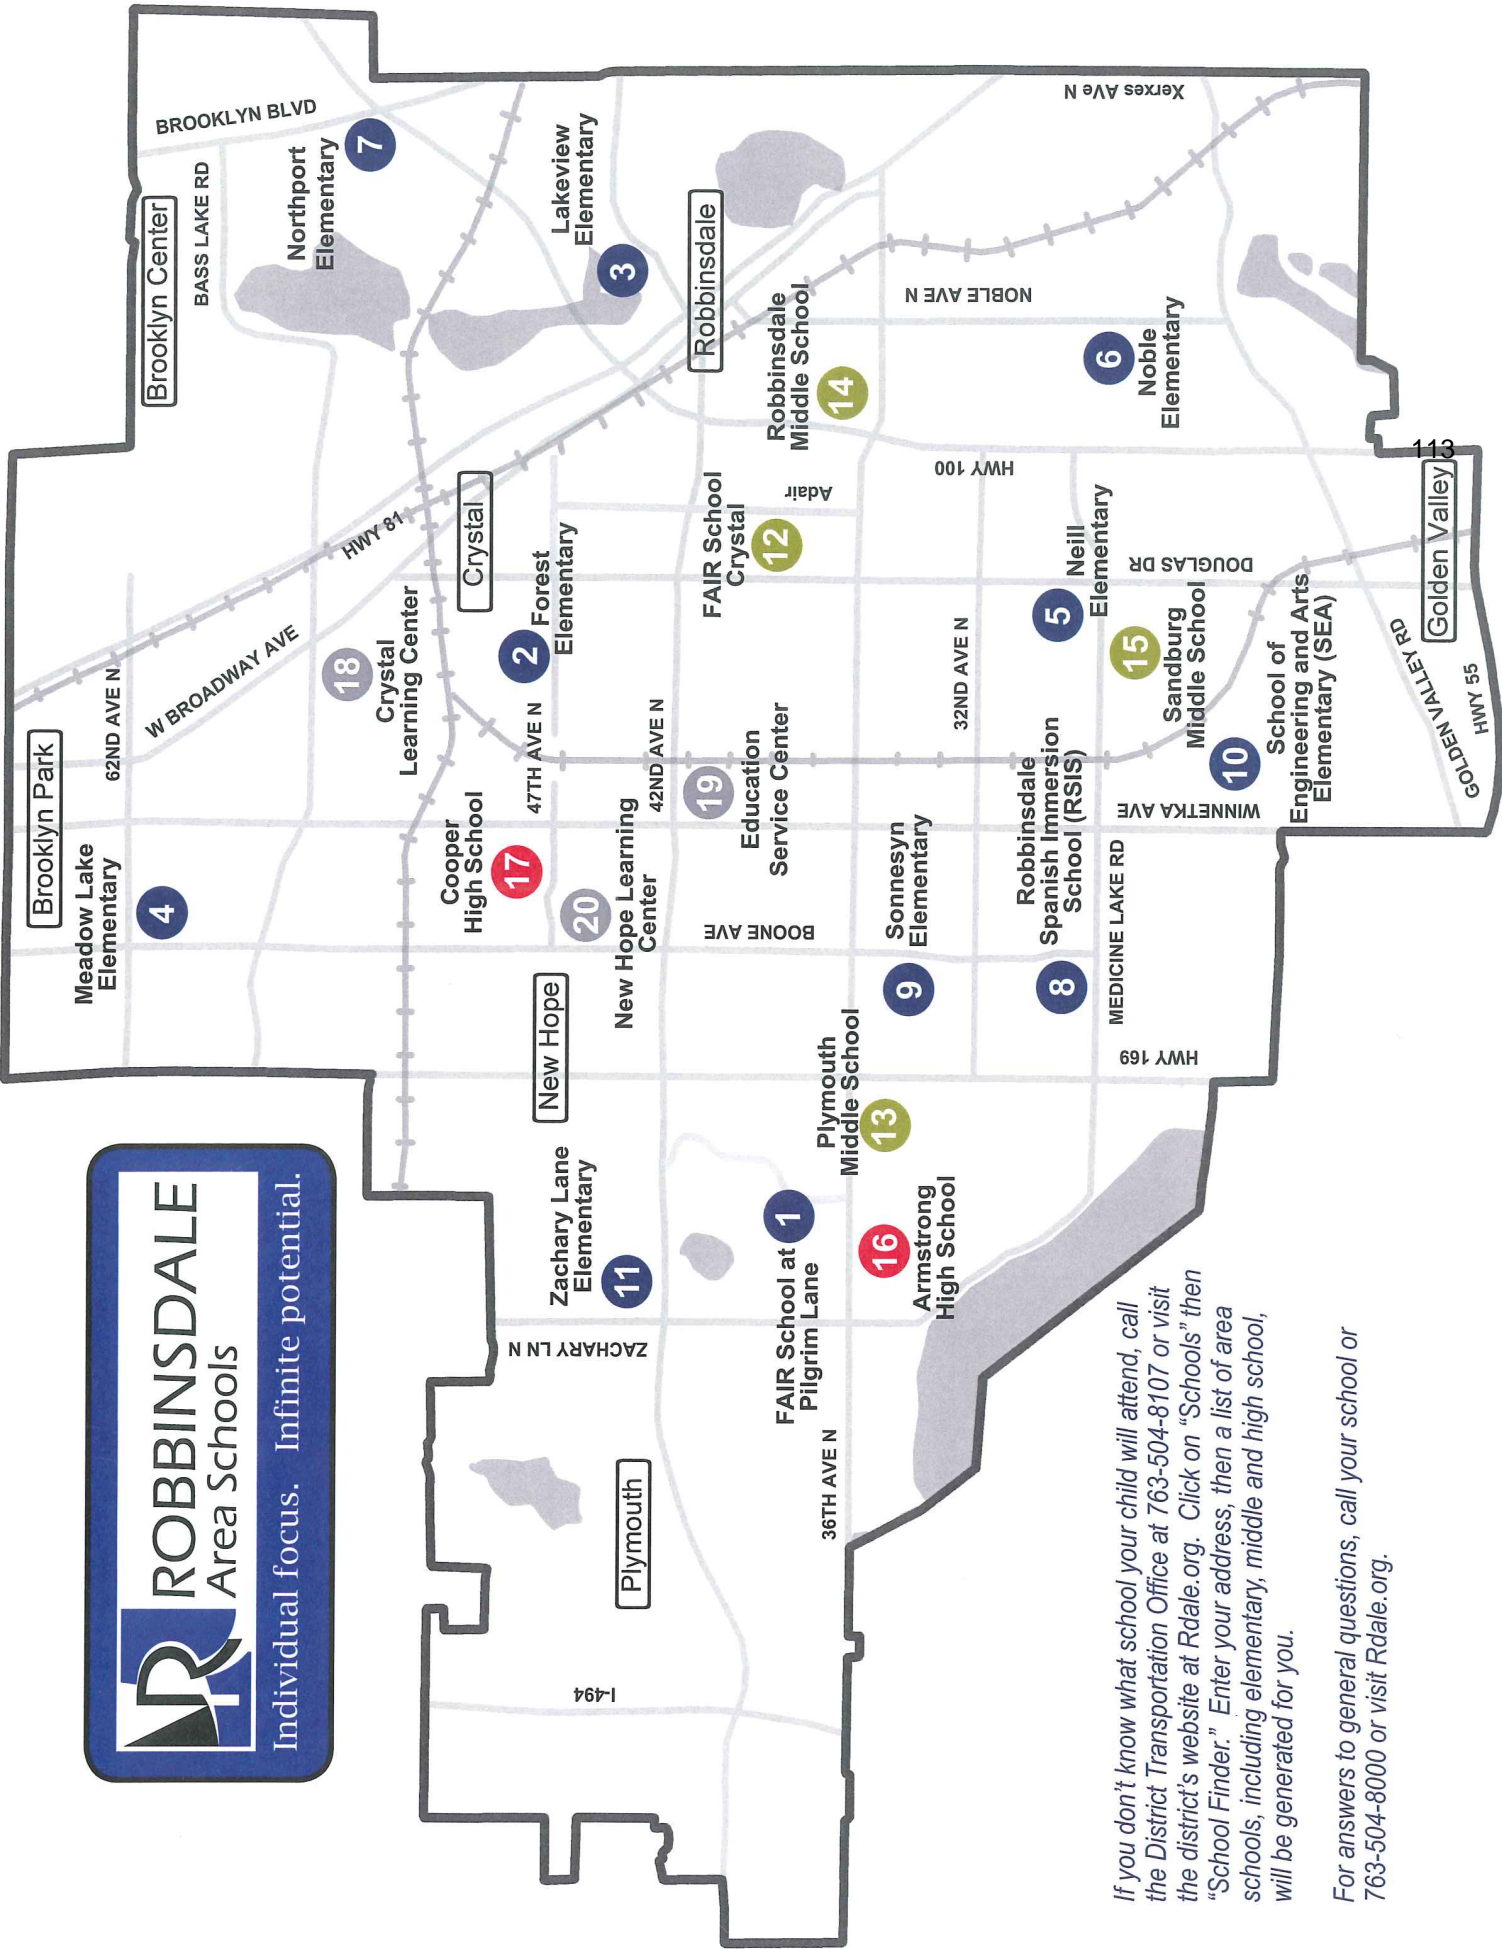 ROBBINSDALE
Area Schools
Individual focus. Infinite potential.
Brooklyn Park
Brooklyn Center
Meadow Lake
Elementary
4
62ND AVE N
W BROADWAY AVE
HWY 81
BASS LAKE RD
BROOKLYN BLVD
Northport
Elementary
7
18
Crystal
Learning Center
Crystal
Cooper
High School
17
47TH AVE N
2
Forest
Elementary
Lakeview
Elementary
3
New Hope
20
New Hope Learning
Center
42ND AVE N
Zachary Lane
Elementary
11
ZACHARY LN N
Plymouth
I-494
BOONE AVE
19
Education
Service Center
FAIR School
Crystal
12
Adair
Robbinsdale
Robbinsdale
Middle School
14
FAIR School at
Pilgrim Lane
1
36TH AVE N
Plymouth
Middle School
13
16
Armstrong
High School
9
Sonnesyn
Elementary
32ND AVE N
HWY 100
NOBLE AVE N
Xerxes Ave N
8
Robbinsdale
Spanish Immersion
School (RSIS)
MEDICINE LAKE RD
HWY 169
WINNETKA AVE
5
Neill
Elementary
15
Sandburg
Middle School
DOUGLAS DR
6
Noble
Elementary
10
School of
Engineering and Arts
Elementary (SEA)
GOLDEN VALLEY RD
HWY 55
Golden Valley
113
If you don't know what school your child will attend, call
the District Transportation Office at 763-504-8107 or visit
the district's website at Rdale.org. Click on "Schools" then
"School Finder." Enter your address, then a list of area
schools, including elementary, middle and high school,
will be generated for you.
For answers to general questions, call your school or
763-504-8000 or visit Rdale.org.